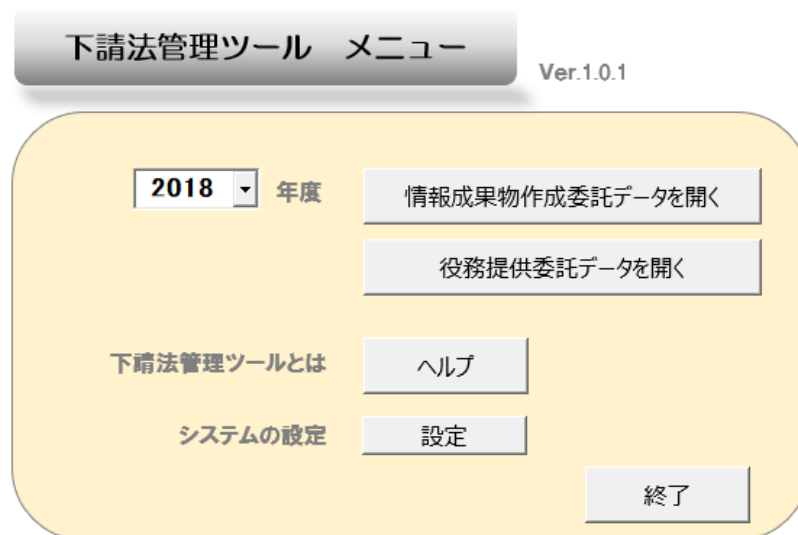 下請法管理ツール　メニュー
Ver.1.0.1
2018 年度
情報成果物作成委託データを開く
役務提供委託データを開く
下請法管理ツールとは ヘルプ
システムの設定 設定
終了